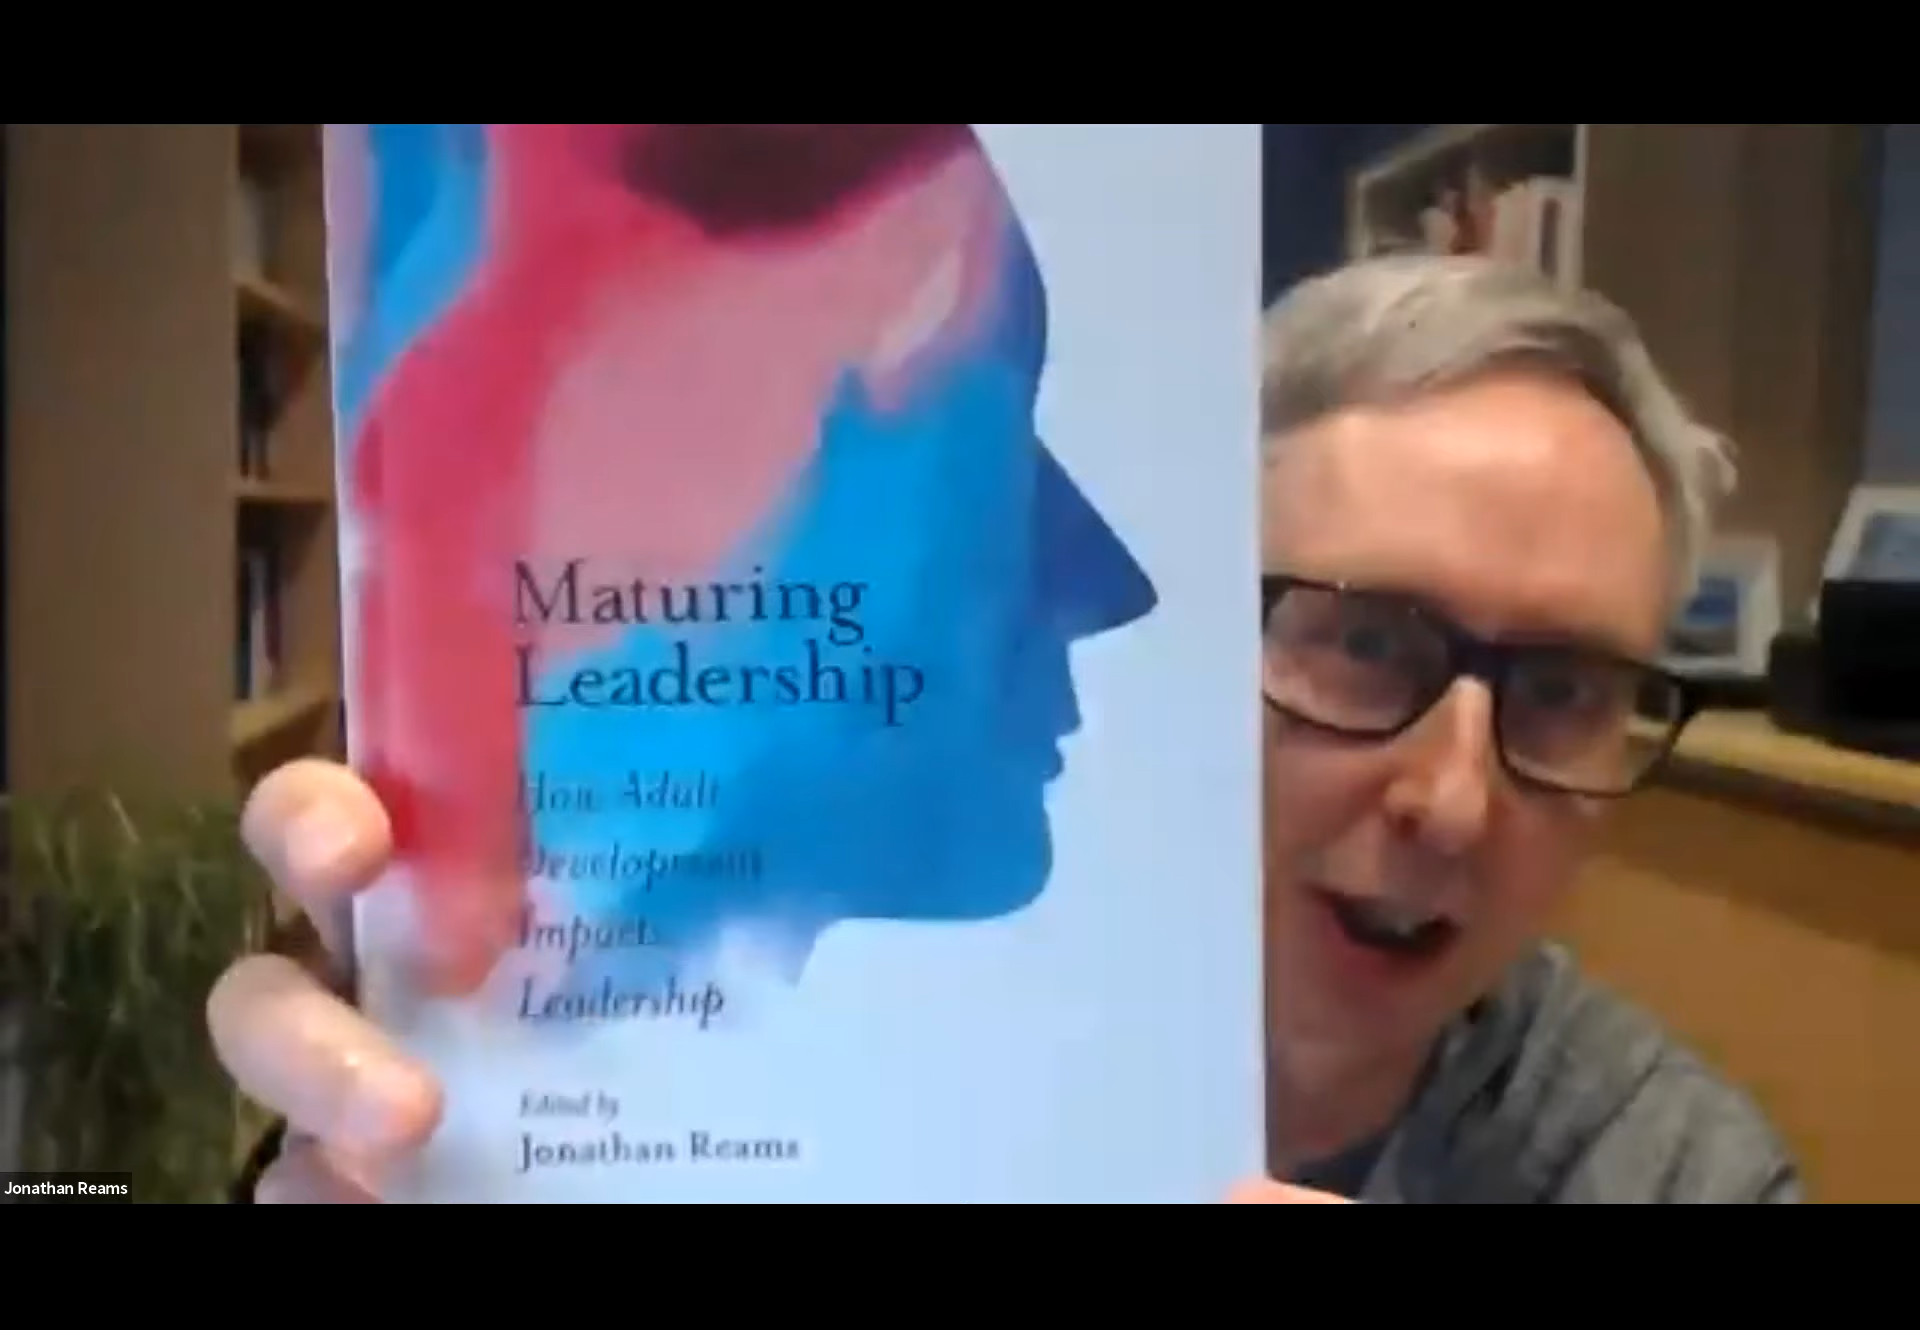 Maturing
Leadership
How Adult
Development
Impacts
Leadership
Edited by
Jonathan Reams
Jonathan Reams